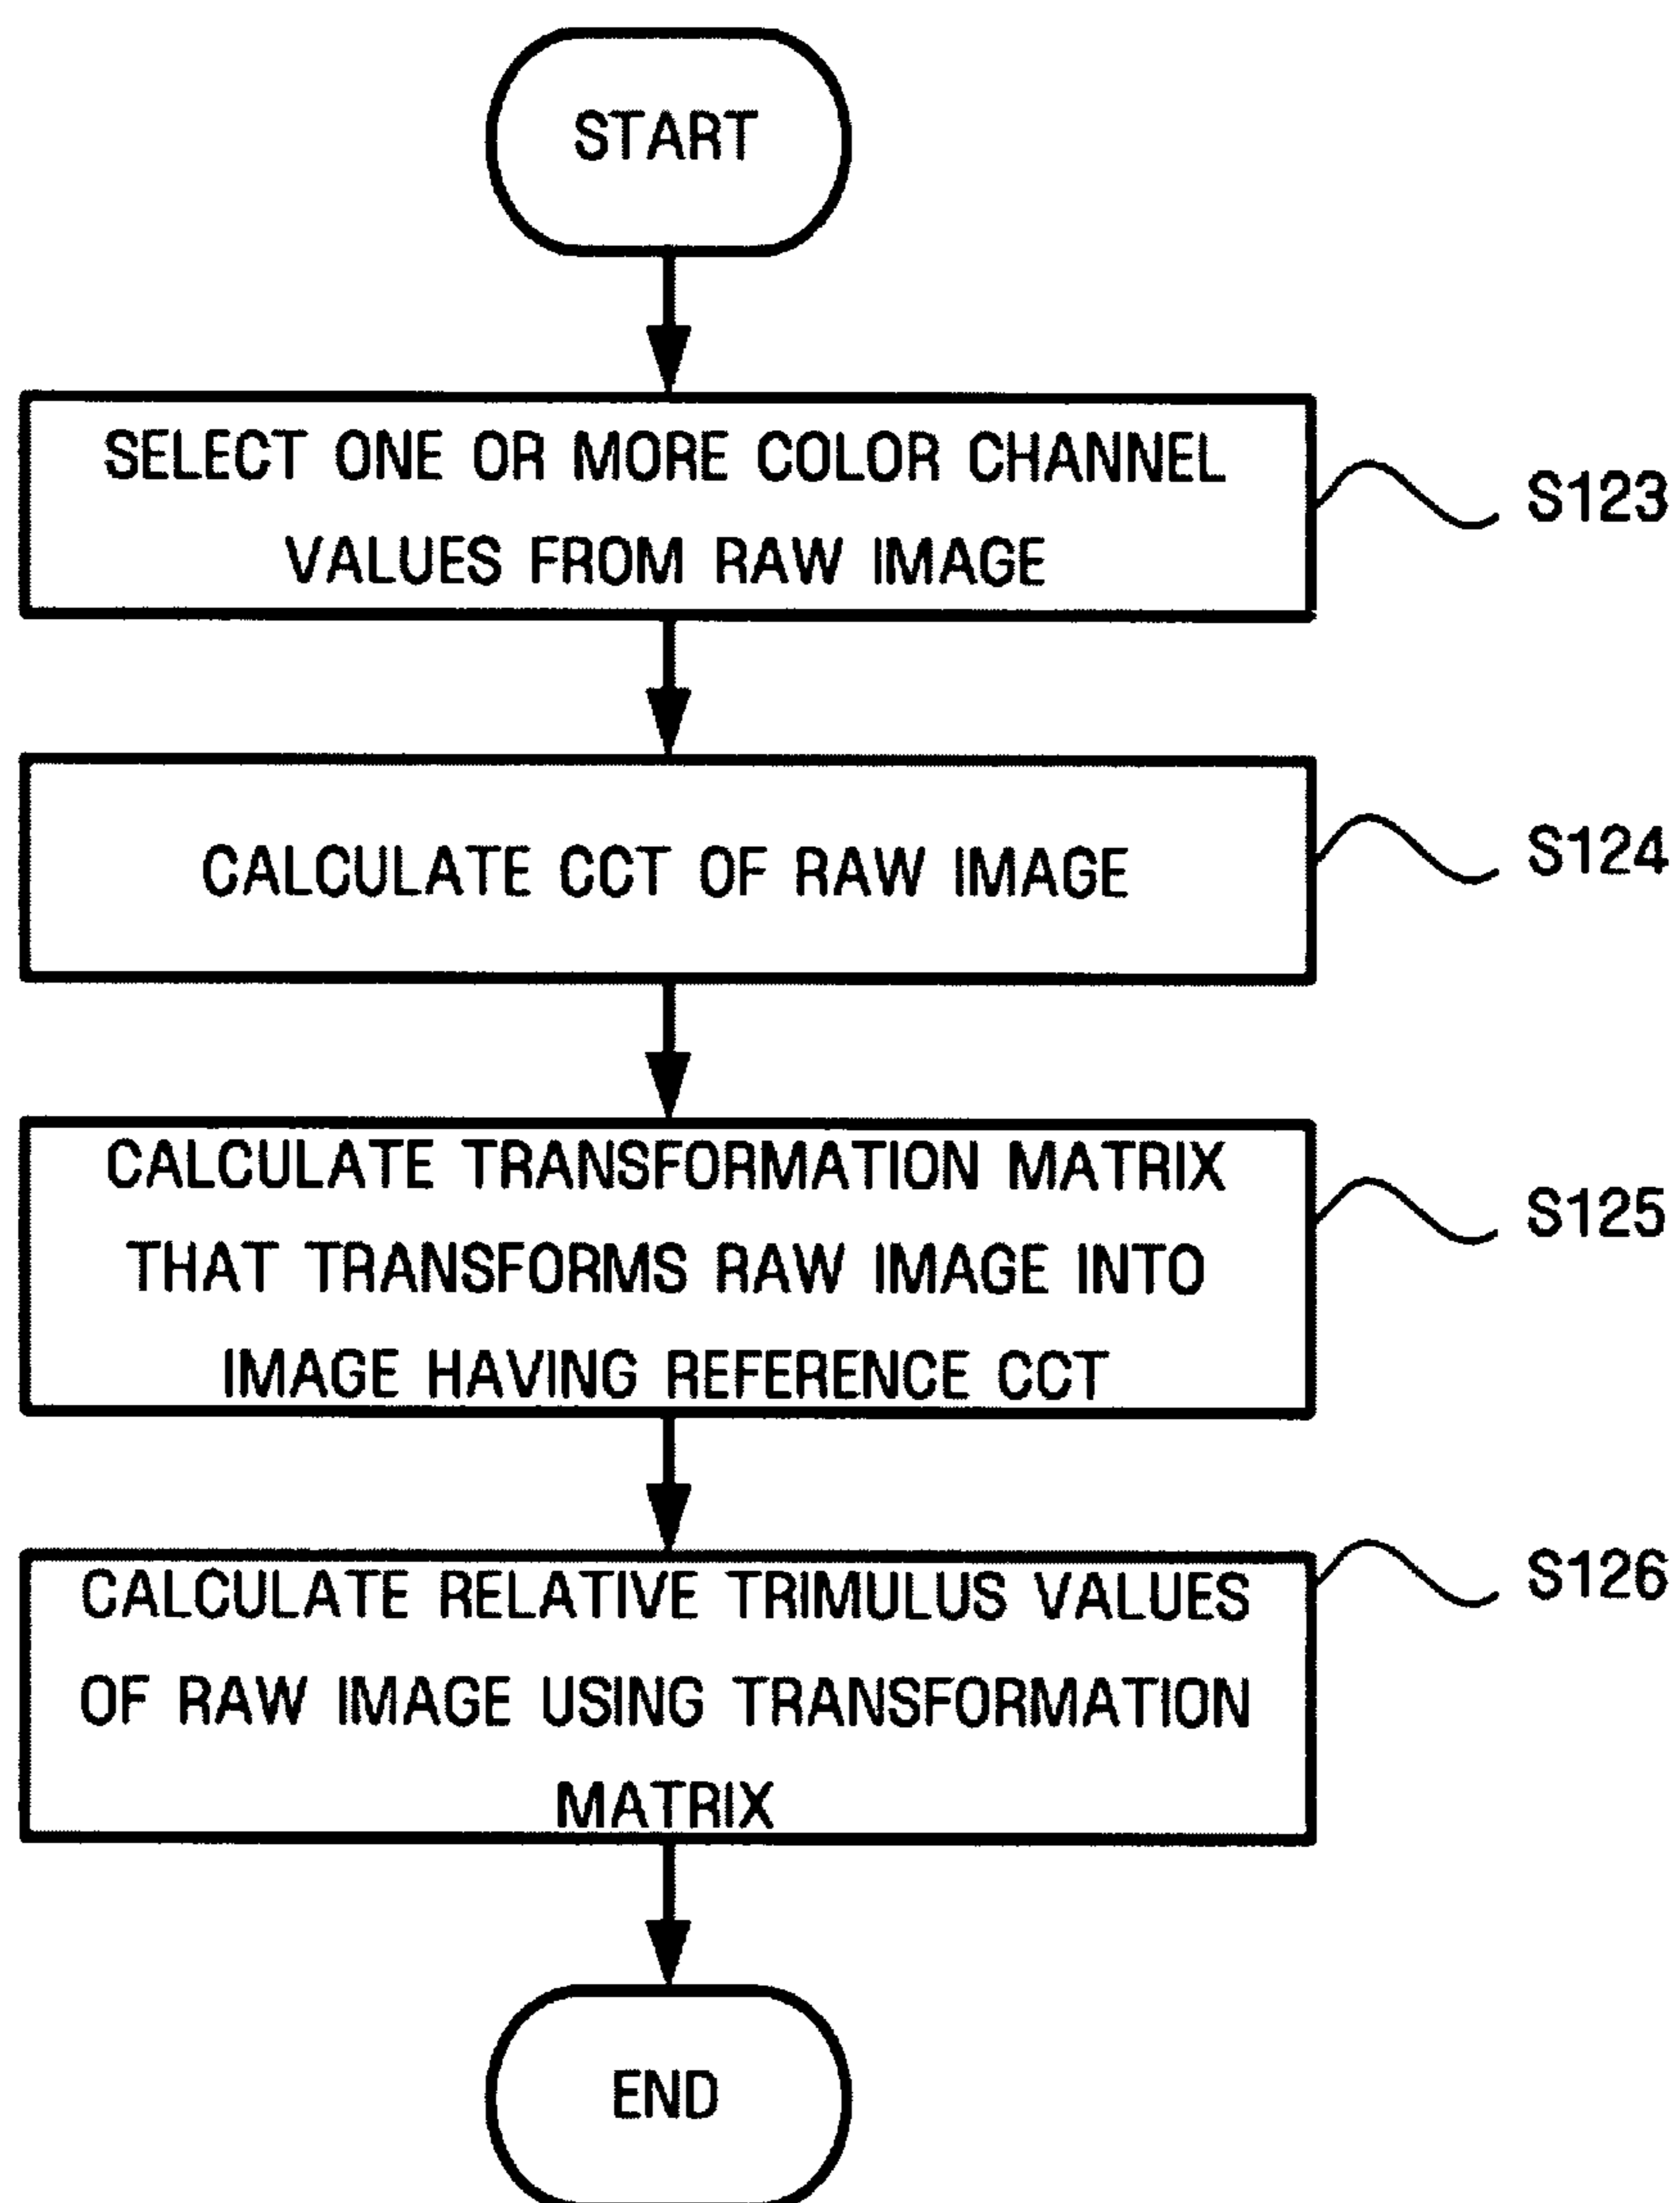 START
SELECT ONE OR MORE COLOR CHANNEL
VALUES FROM RAW IMAGE
S123
CALCULATE CCT OF RAW IMAGE
S124
CALCULATE TRANSFORMATION MATRIX
THAT TRANSFORMS RAW IMAGE INTO
IMAGE HAVING REFERENCE CCT
S125
CALCULATE RELATIVE TRIMULUS VALUES
OF RAW IMAGE USING TRANSFORMATION
MATRIX
S126
END